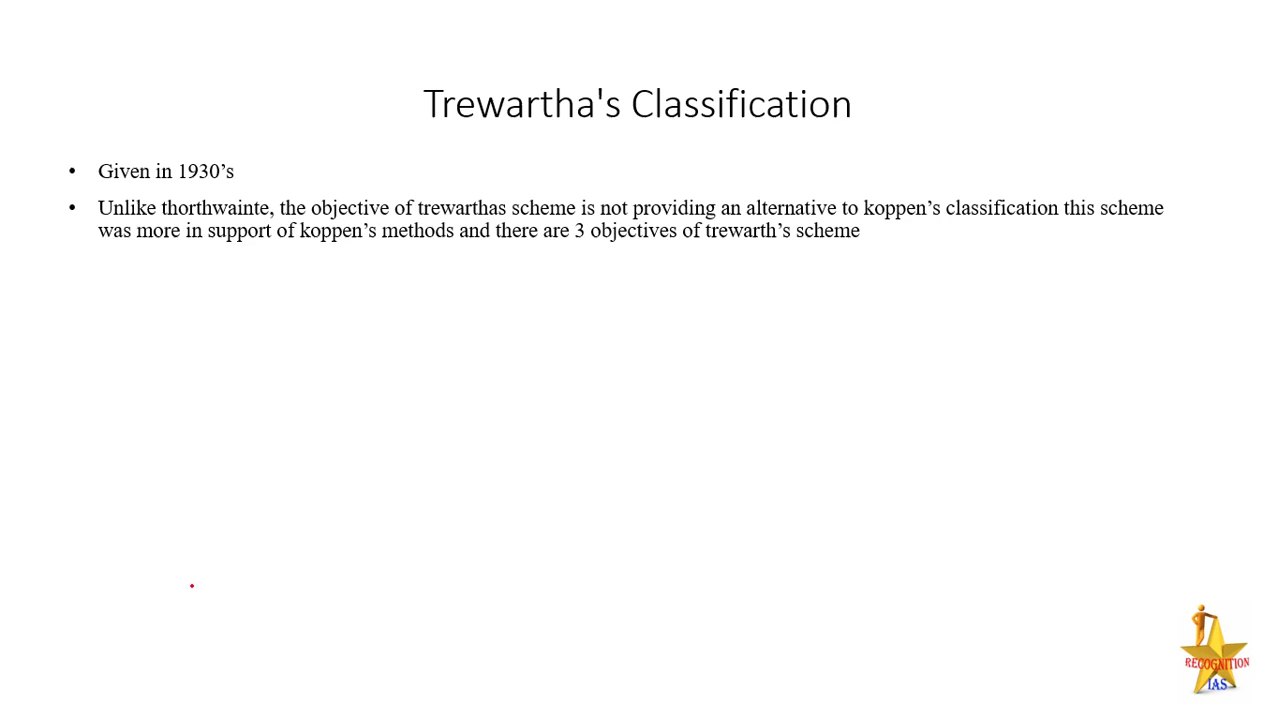 Trewartha's Classification
• Given in 1930’s
• Unlike thorthwainte, the objective of trewarthas scheme is not providing an alternative to koppen’s classification this scheme
was more in support of koppen’s methods and there are 3 objectives of trewarth’s scheme
RECOGNITION
IAS